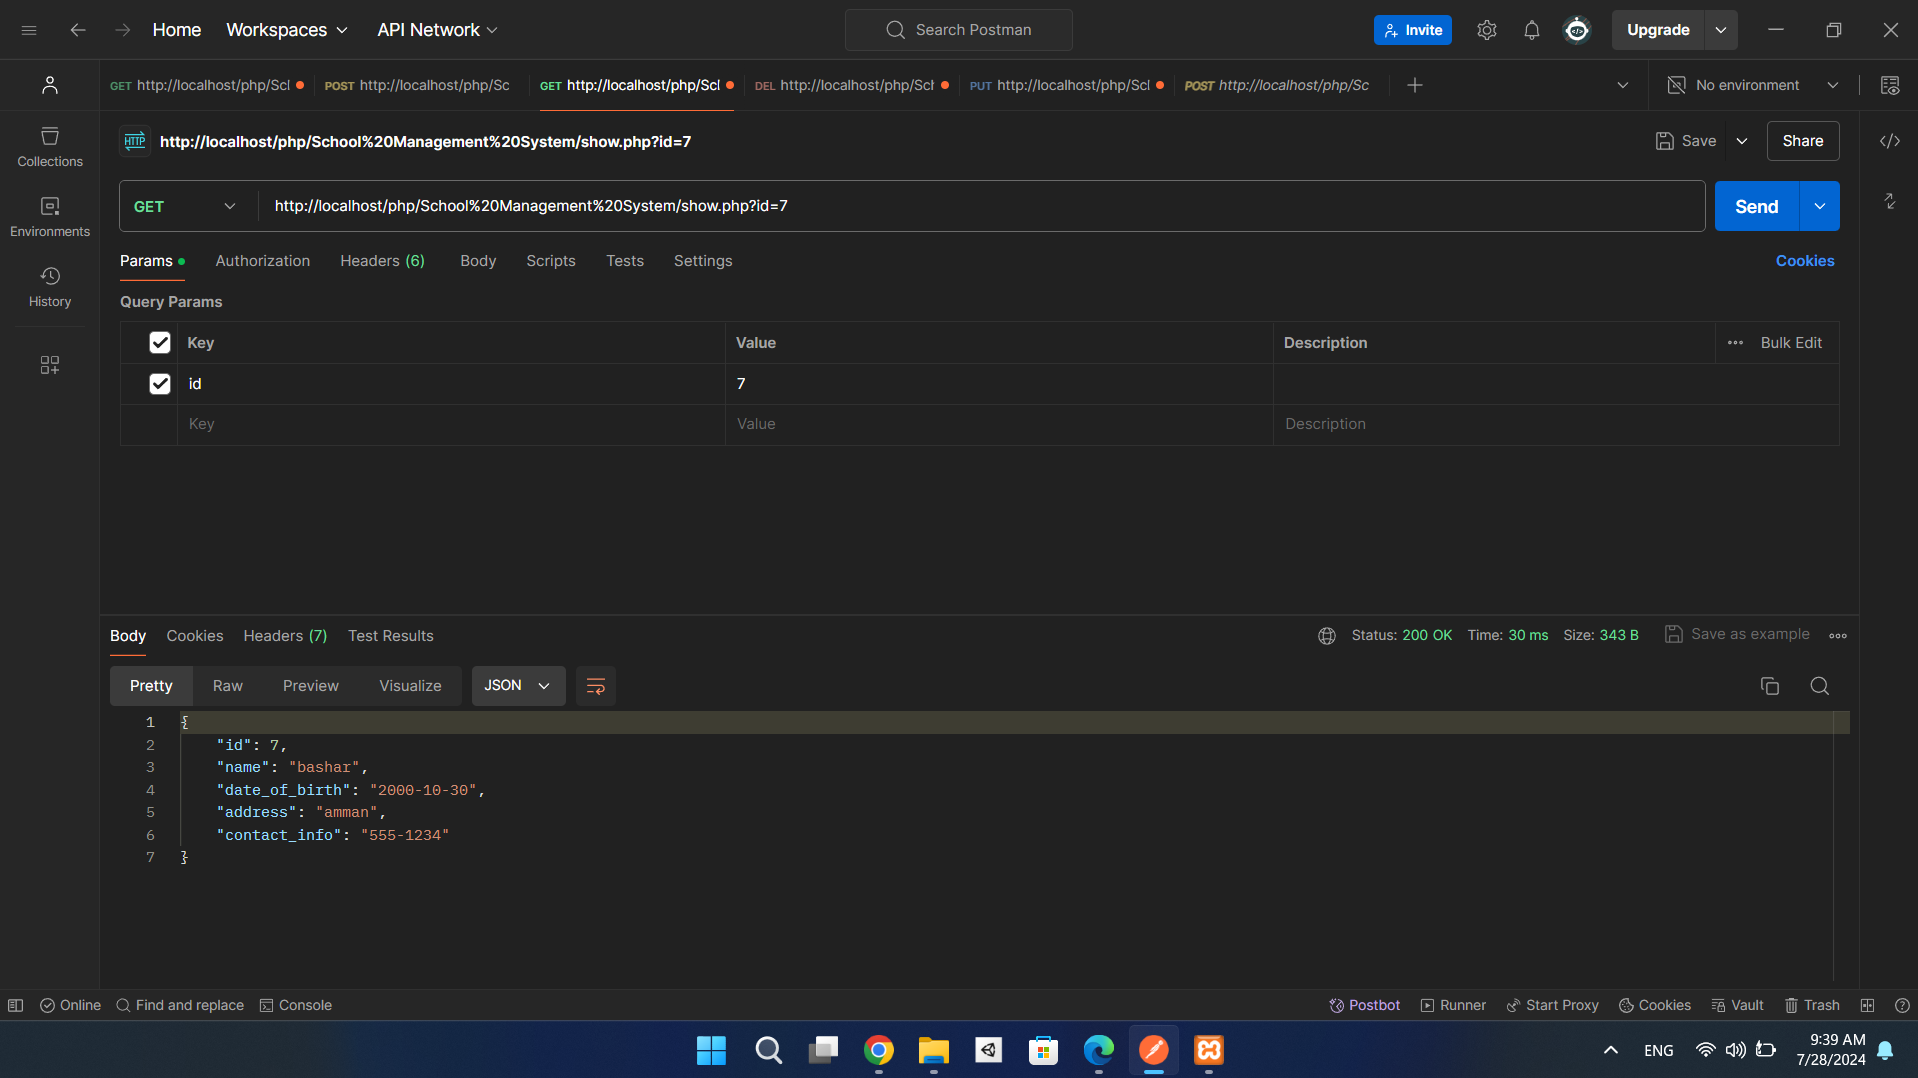 Home Workspaces API Network Search Postman Invite Upgrade
GET http://localhost/php/Scl POST http://localhost/php/Sc GET http://localhost/php/Scl DEL http://localhost/php/Sch PUT http://localhost/php/Scl POST http://localhost/php/Sc No environment
HTTP http://localhost/php/School%20Management%20System/show.php?id=7 Save Share
Collections
GET http://localhost/php/School%20Management%20System/show.php?id=7 Send
Environments
Params Authorization Headers (6) Body Scripts Tests Settings Cookies
History
Query Params
Key Value Description Bulk Edit
id 7
Key Value Description
Body Cookies Headers (7) Test Results Status: 200 OK Time: 30 ms Size: 343 B Save as example
Pretty Raw Preview Visualize JSON
1 {
2 "id": 7,
3 "name": "bashar",
4 "date_of_birth": "2000-10-30",
5 "address": "amman",
6 "contact_info": "555-1234"
7 }
Online Find and replace Console Postbot Runner Start Proxy Cookies Vault Trash
ENG 9:39 AM
7/28/2024